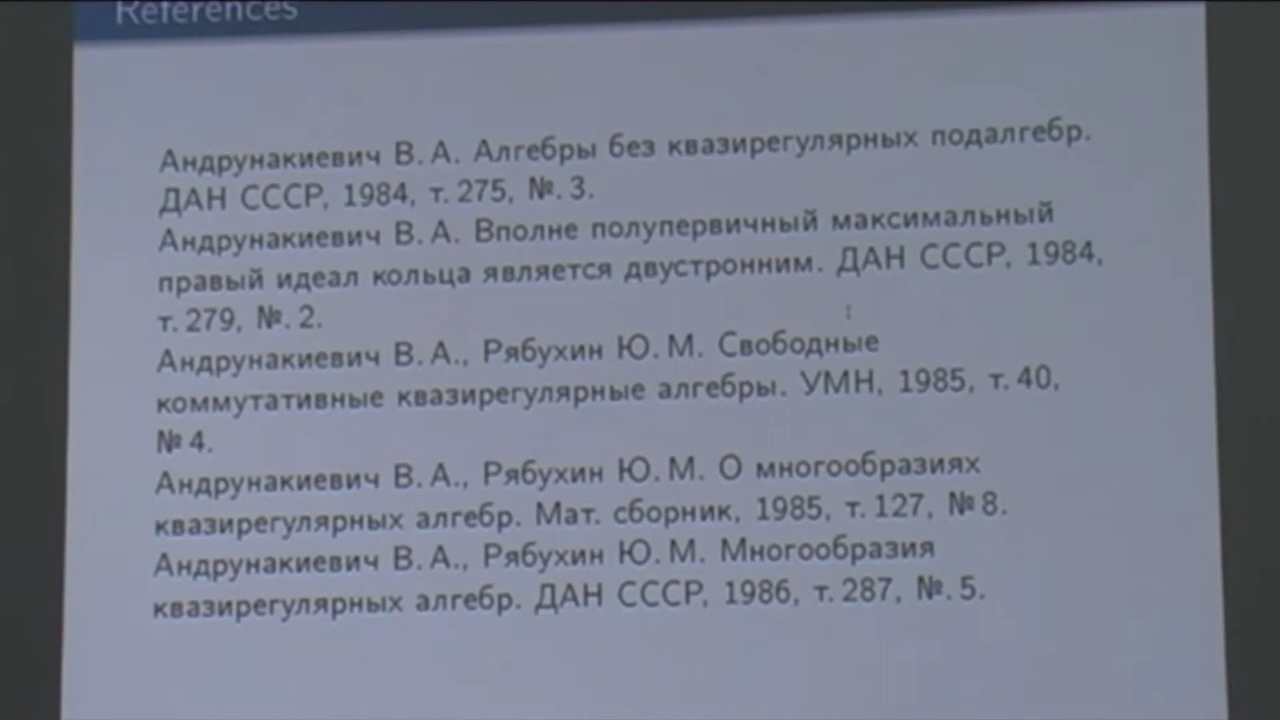 References
Андрунакиевич В. А. Алгебры без квазирегулярных подалгебр.
ДАН СССР, 1984, т. 275, №. 3.
Андрунакиевич В. А. Вполне полупервичный максимальный
правый идеал кольца является двустронним. ДАН СССР, 1984,
т. 279, №. 2.
Андрунакиевич В. А., Рябухин Ю. М. Свободные
коммутативные квазирегулярные алгебры. УМН, 1985, т. 40,
№ 4.
Андрунакиевич В. А., Рябухин Ю. М. О многообразиях
квазирегулярных алгебр. Мат. сборник, 1985, т. 127, № 8.
Андрунакиевич В. А., Рябухин Ю. М. Многообразия
квазирегулярных алгебр. ДАН СССР, 1986, т. 287, №. 5.